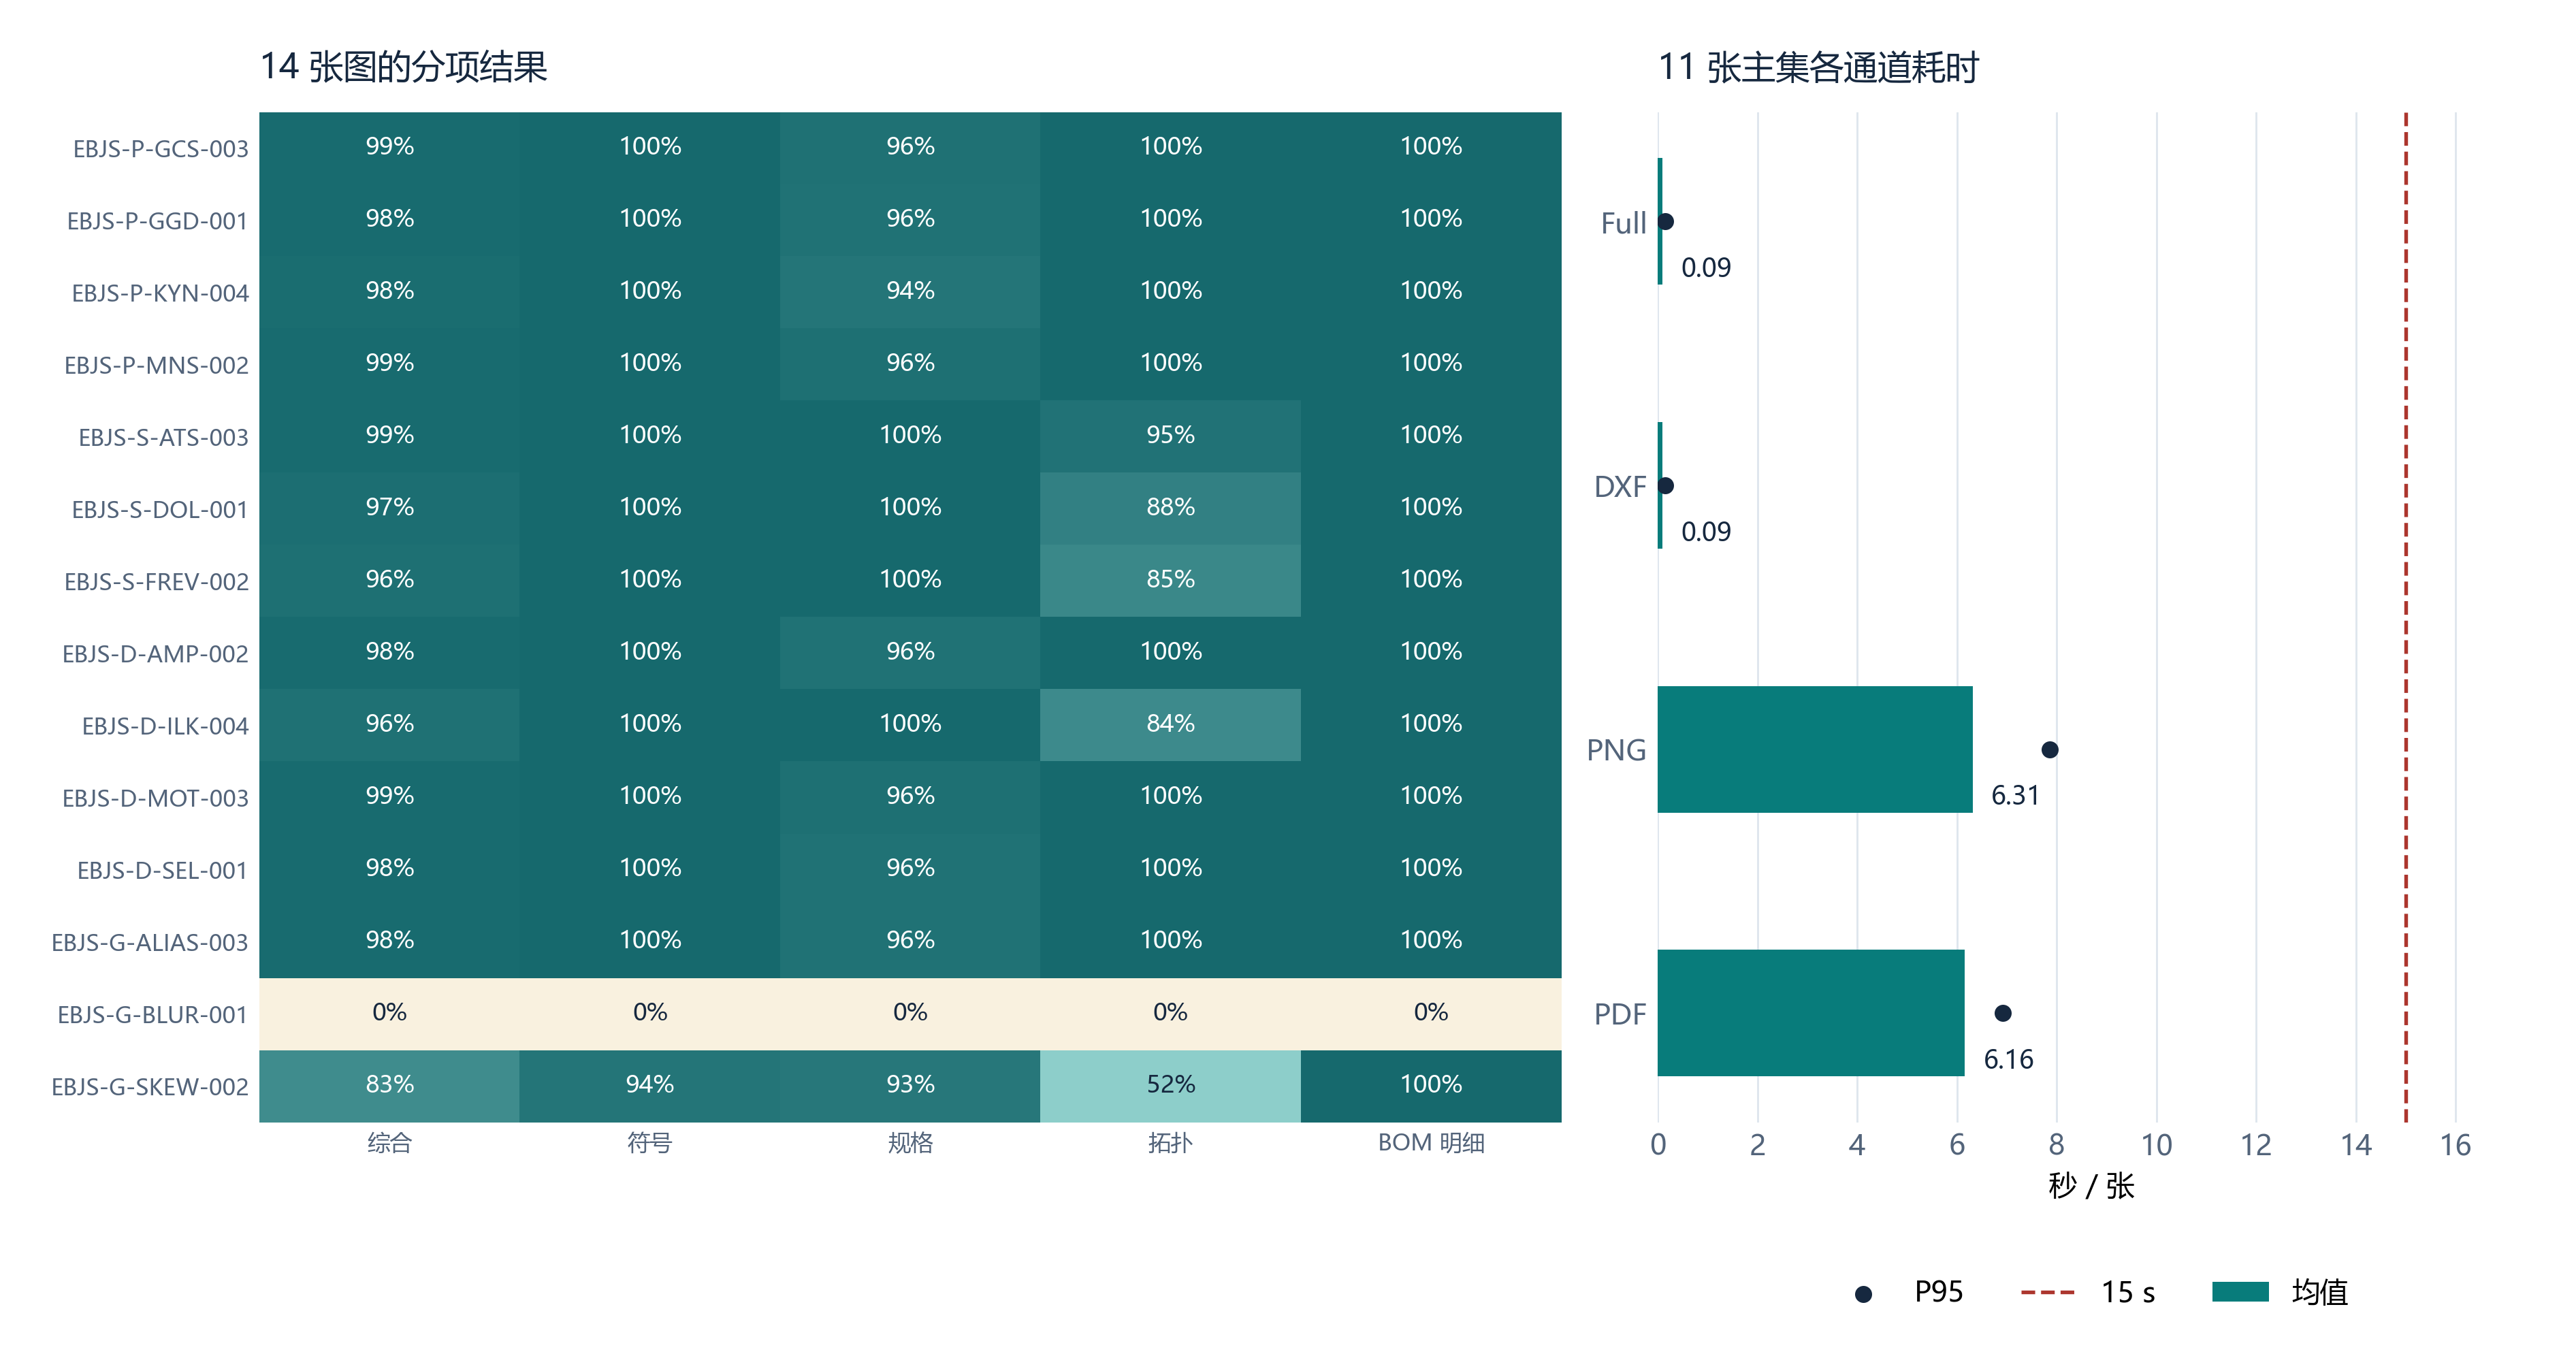 14 张图的分项结果
EBJS-P-GCS-003 99% 100% 96% 100% 100%
EBJS-P-GGD-001 98% 100% 96% 100% 100%
EBJS-P-KYN-004 98% 100% 94% 100% 100%
EBJS-P-MNS-002 99% 100% 96% 100% 100%
EBJS-S-ATS-003 99% 100% 100% 95% 100%
EBJS-S-DOL-001 97% 100% 100% 88% 100%
EBJS-S-FREV-002 96% 100% 100% 85% 100%
EBJS-D-AMP-002 98% 100% 96% 100% 100%
EBJS-D-ILK-004 96% 100% 100% 84% 100%
EBJS-D-MOT-003 99% 100% 96% 100% 100%
EBJS-D-SEL-001 98% 100% 96% 100% 100%
EBJS-G-ALIAS-003 98% 100% 96% 100% 100%
EBJS-G-BLUR-001 0% 0% 0% 0% 0%
EBJS-G-SKEW-002 83% 94% 93% 52% 100%
综合 符号 规格 拓扑 BOM 明细
11 张主集各通道耗时
Full
0.09
DXF
0.09
PNG
6.31
PDF
6.16
0 2 4 6 8 10 12 14 16
秒 / 张
P95 15 s 均值